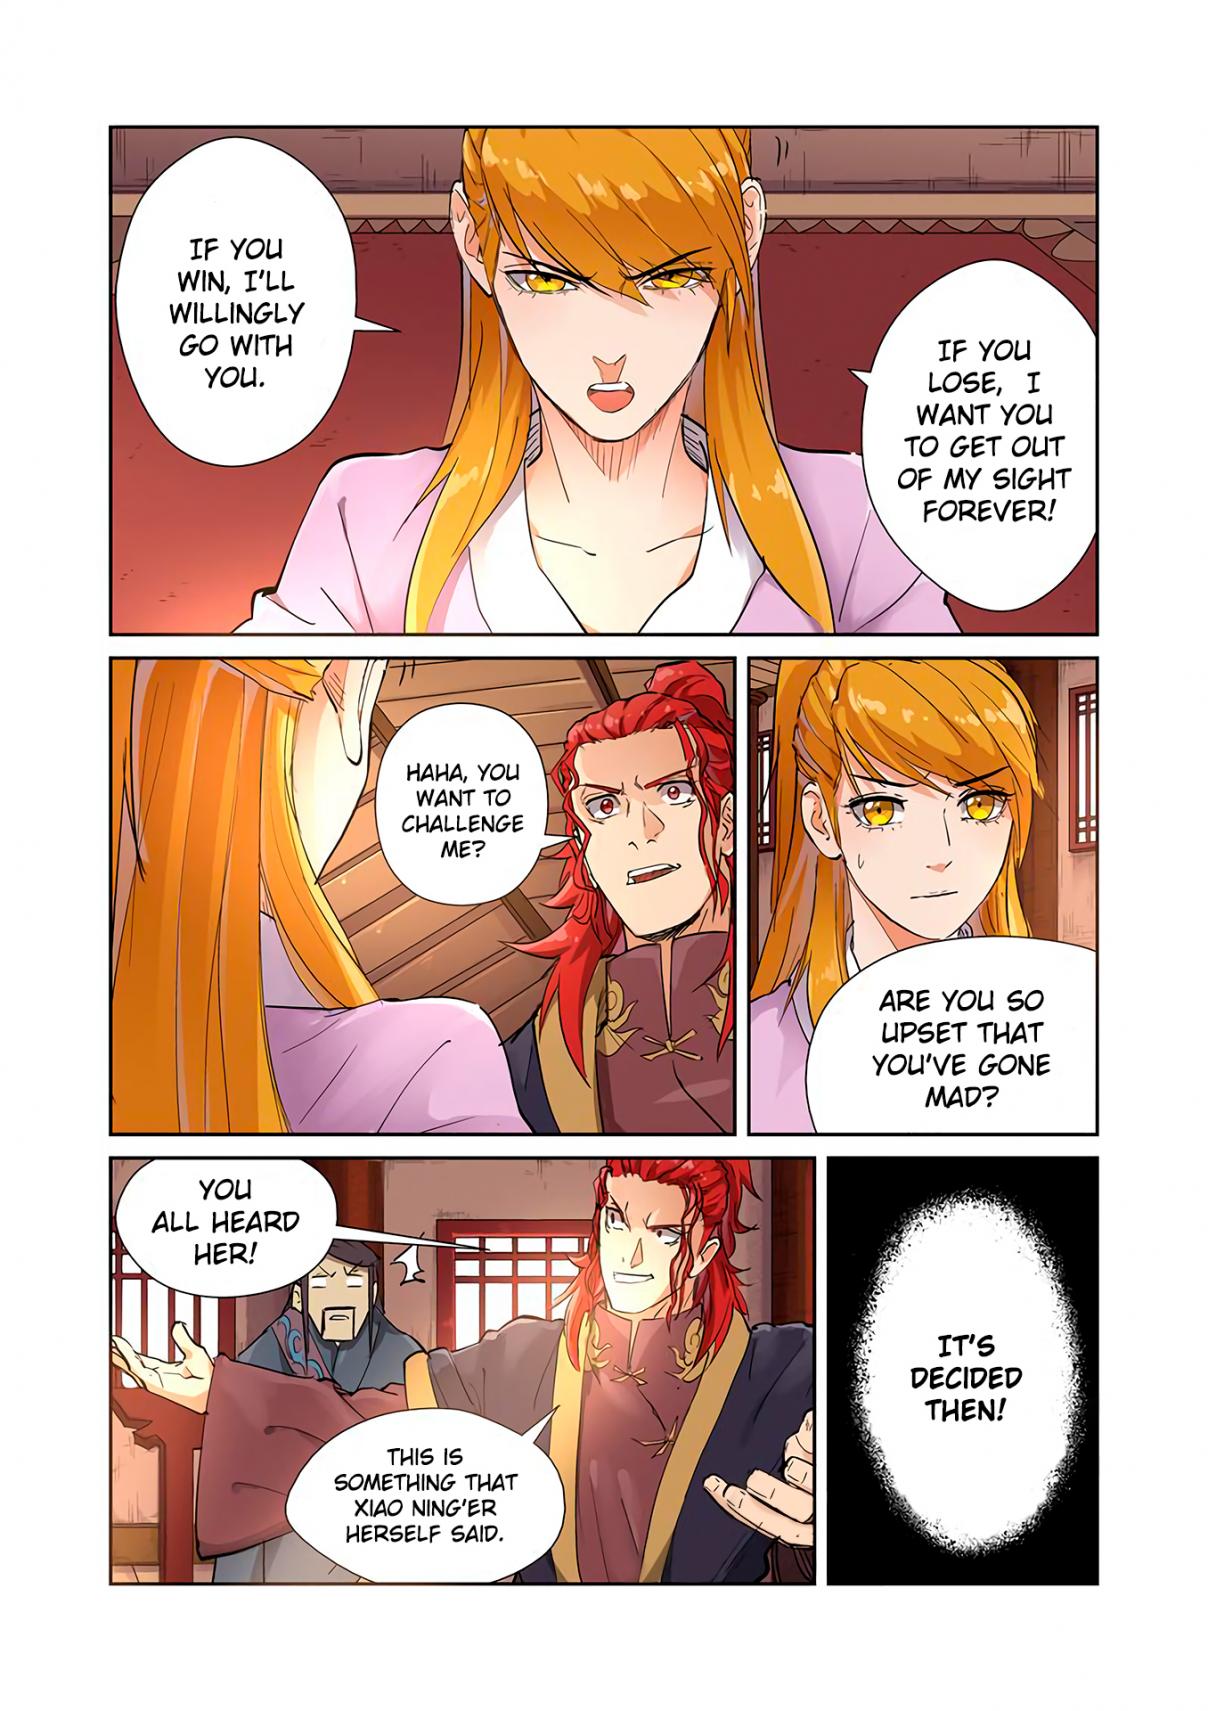 IF YOU
WIN, I'LL
WILLINGLY
GO WITH
YOU.
IF YOU
LOSE, I
WANT YOU
TO GET OUT
OF MY SIGHT
FOREVER!
HAHA, YOU
WANT TO
CHALLENGE
ME?
ARE YOU SO
UPSET THAT
YOU'VE GONE
MAD?
YOU
ALL HEARD
HER!
THIS IS
SOMETHING THAT
XIAO NING'ER
HERSELF SAID.
IT'S
DECIDED
THEN!